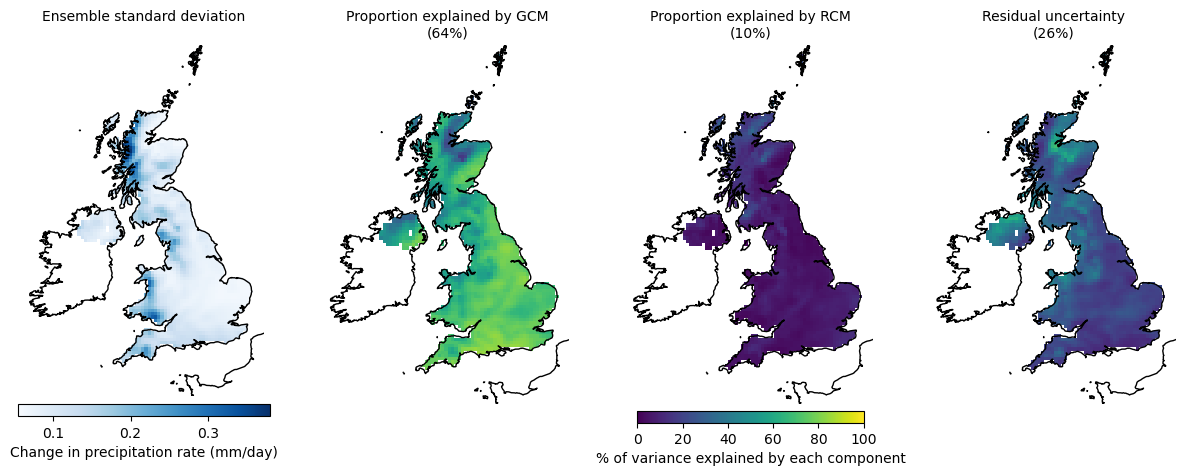 Ensemble standard deviation
Proportion explained by GCM
(64%)
Proportion explained by RCM
(10%)
Residual uncertainty
(26%)
0.1 0.2 0.3
Change in precipitation rate (mm/day)
0 20 40 60 80 100
% of variance explained by each component